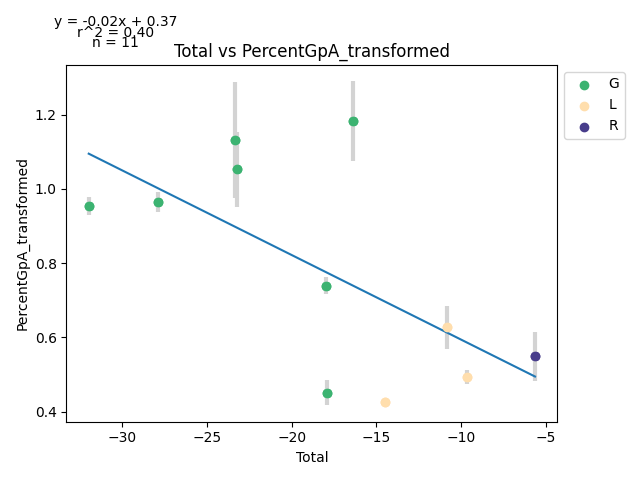 y = -0.02x + 0.37
r^2 = 0.40
n = 11
Total vs PercentGpA_transformed
G
L
R
PercentGpA_transformed
1.2
1.0
0.8
0.6
0.4
−30
−25
−20
−15
−10
−5
Total